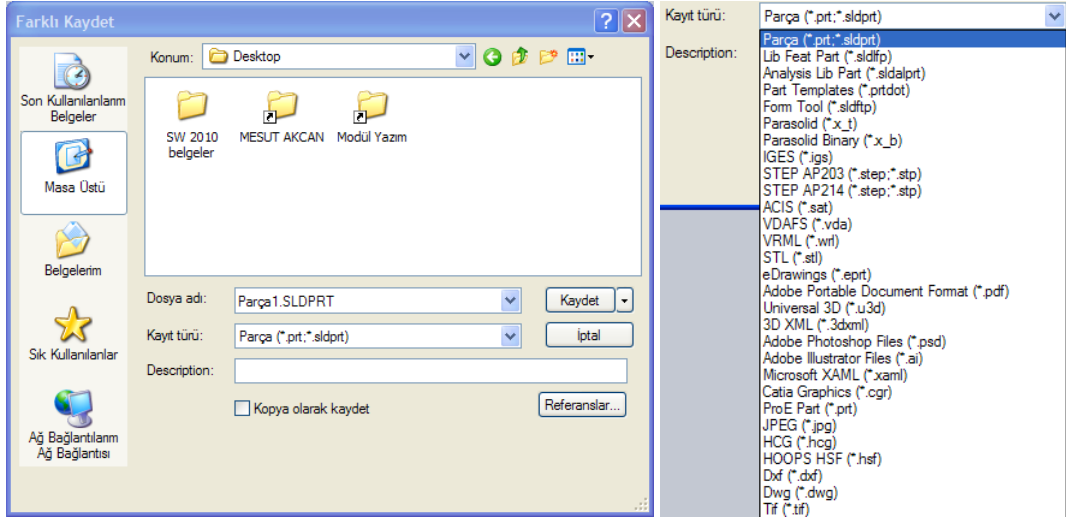 Farklı Kaydet
Konum:
Desktop
Son Kullanılanlarım
Belgeler
Masa Üstü
Belgelerim
Sık Kullanılanlar
Ağ Bağlantılarım
Ağ Bağlantısı
SW 2010
belgeler
MESUT AKCAN
Modül Yazım
Dosya adı:
Parça1.SLDPRT
Kaydet
Kayıt türü:
Parça (*.prt;*.sldprt)
İptal
Description:
Kopya olarak kaydet
Referanslar...
Kayıt türü:
Parça (*.prt;*.sldprt)
Description:
Parça (*.prt;*.sldprt)
Lib Feat Part (*.sldlfp)
Analysis Lib Part (*.sldalprt)
Part Templates (*.prtdot)
Form Tool (*.sldftp)
Parasolid (*.x_t)
Parasolid Binary (*.x_b)
IGES (*.igs)
STEP AP203 (*.step;*.stp)
STEP AP214 (*.step;*.stp)
ACIS (*.sat)
VDAFS (*.vda)
VRML (*.wrl)
STL (*.stl)
eDrawings (*.eprt)
Adobe Portable Document Format (*.pdf)
Universal 3D (*.u3d)
3D XML (*.3dxml)
Adobe Photoshop Files (*.psd)
Adobe Illustrator Files (*.ai)
Microsoft XAML (*.xaml)
Catia Graphics (*.cgr)
ProE Part (*.prt)
JPEG (*.jpg)
HCG (*.hcg)
HOOPS HSF (*.hsf)
Dxf (*.dxf)
Dwg (*.dwg)
Tif (*.tif)